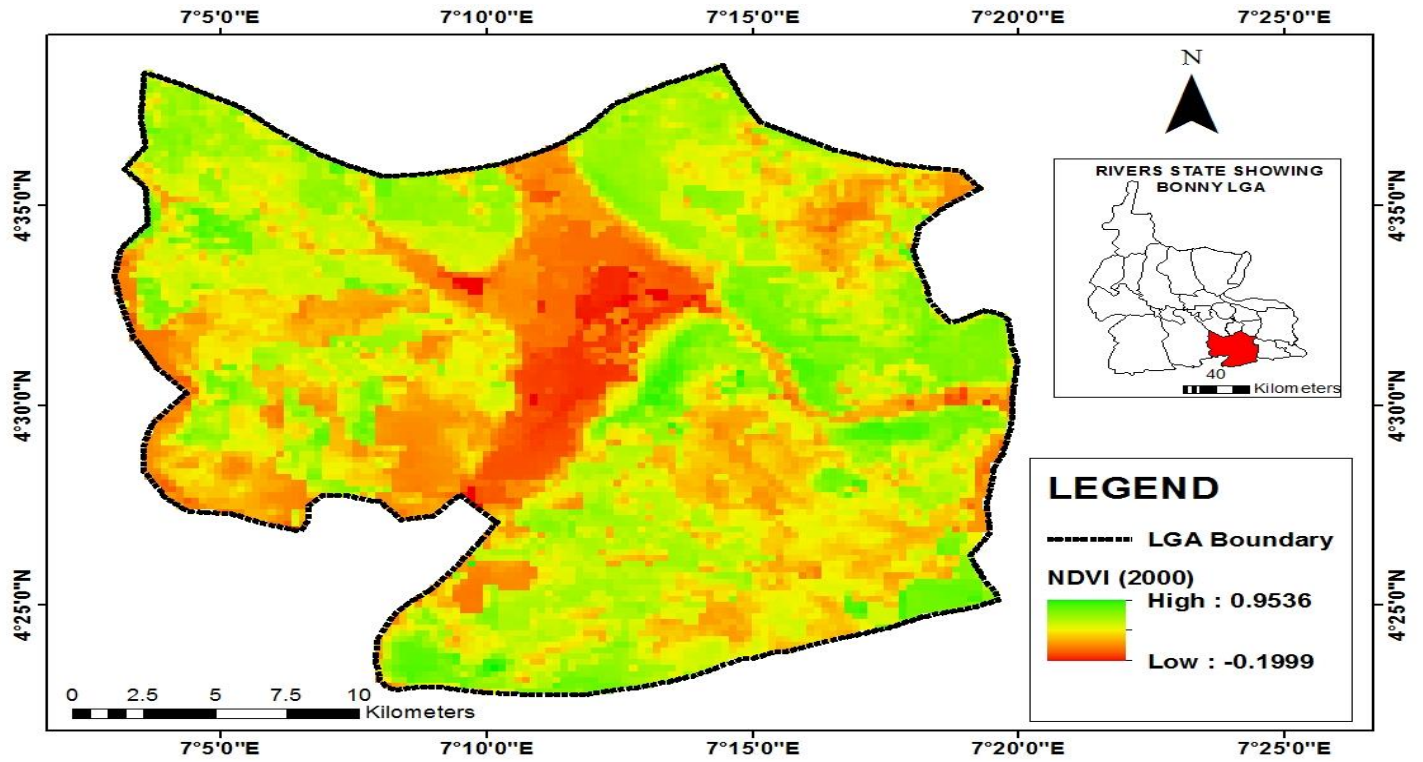 7°5'0"E 7°10'0"E 7°15'0"E 7°20'0"E 7°25'0"E
N
RIVERS STATE SHOWING
BONNY LGA
4°35'0"N 4°35'0"N
40
Kilometers
4°30'0"N 4°30'0"N
LEGEND
LGA Boundary
NDVI (2000)
High : 0.9536
Low : -0.1999
4°25'0"N 4°25'0"N
0 2.5 5 7.5 10
Kilometers
7°5'0"E 7°10'0"E 7°15'0"E 7°20'0"E 7°25'0"E